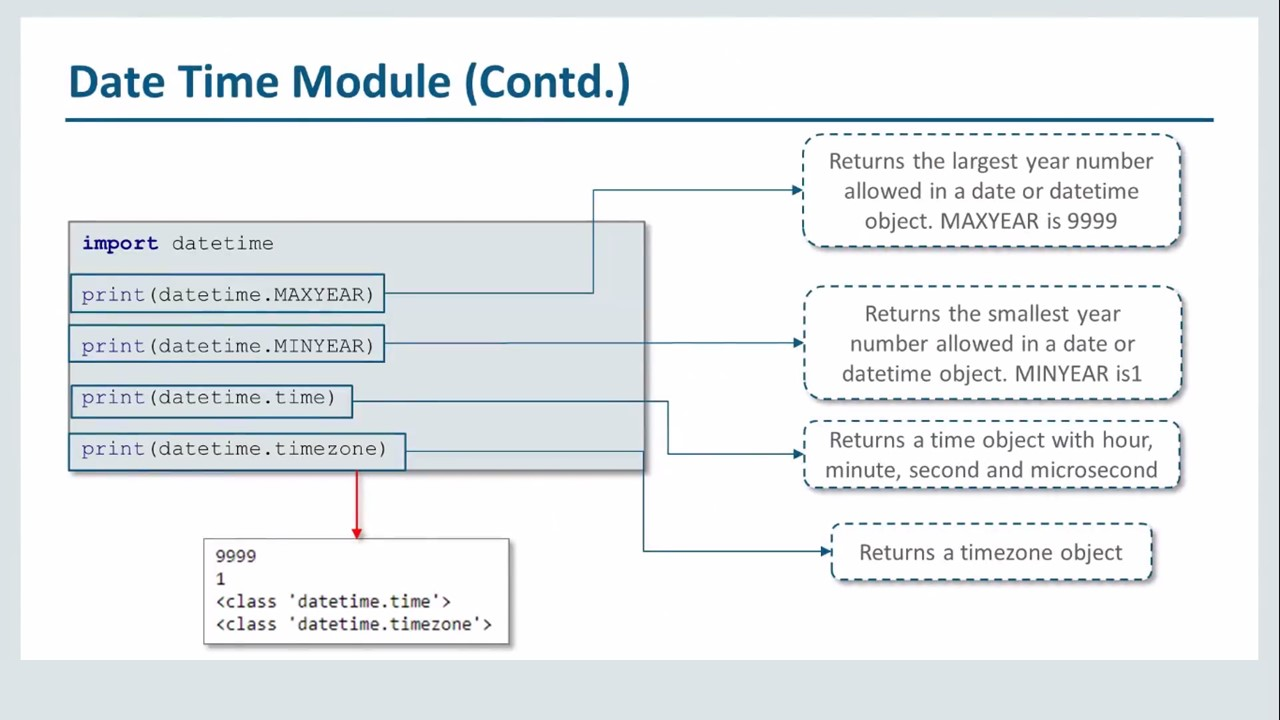 Date Time Module (Contd.)
import datetime
print(datetime.MAXYEAR)
print(datetime.MINYEAR)
print(datetime.time)
print(datetime.timezone)
Returns the largest year number
allowed in a date or datetime
object. MAXYEAR is 9999
Returns the smallest year
number allowed in a date or
datetime object. MINYEAR is1
Returns a time object with hour,
minute, second and microsecond
Returns a timezone object
9999
1
<class 'datetime.time'>
<class 'datetime.timezone'>